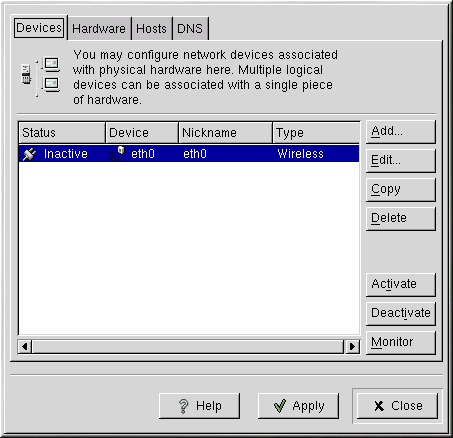 Devices Hardware Hosts DNS
You may configure network devices associated
with physical hardware here. Multiple logical
devices can be associated with a single piece
of hardware.
Status Device Nickname Type
Inactive eth0 eth0 Wireless
Add...
Edit...
Copy
Delete
Activate
Deactivate
Monitor
Help Apply Close